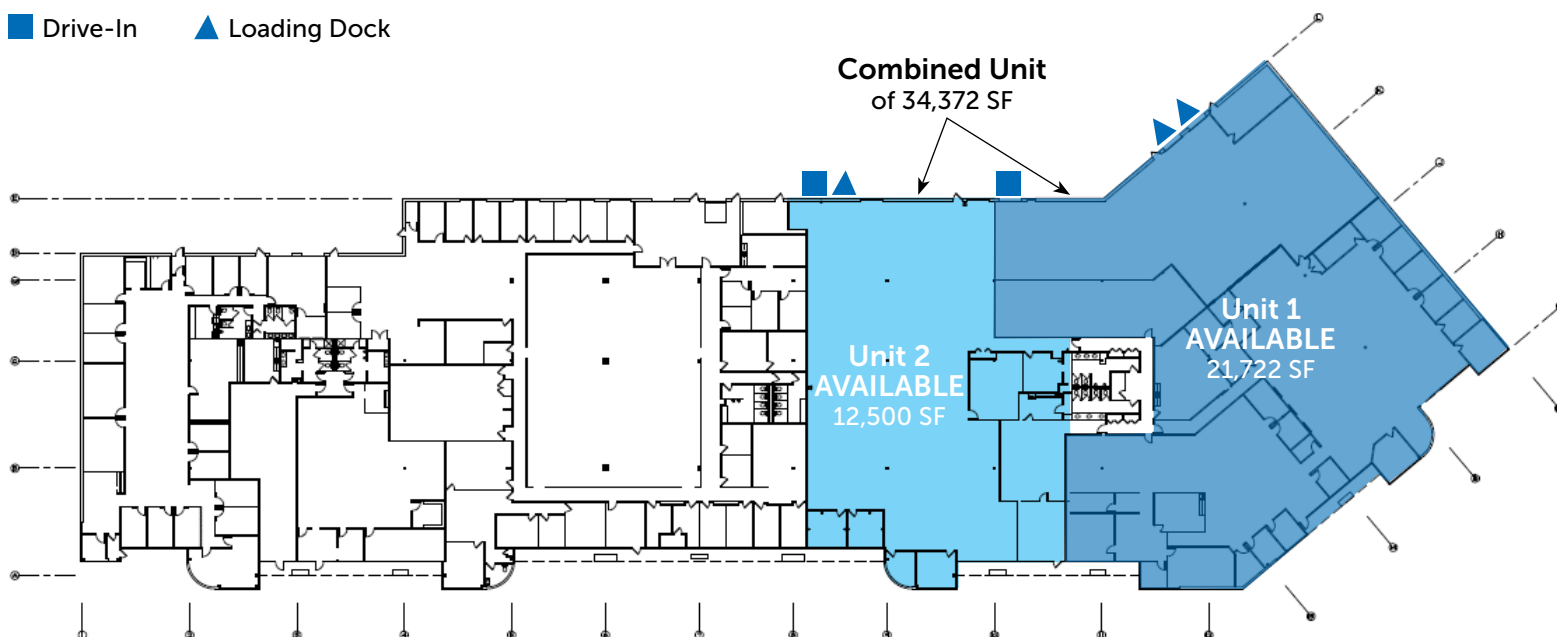 Drive-In
Loading Dock
Combined Unit
of 34,372 SF
Unit 1
AVAILABLE
21,722 SF
Unit 2
AVAILABLE
12,500 SF